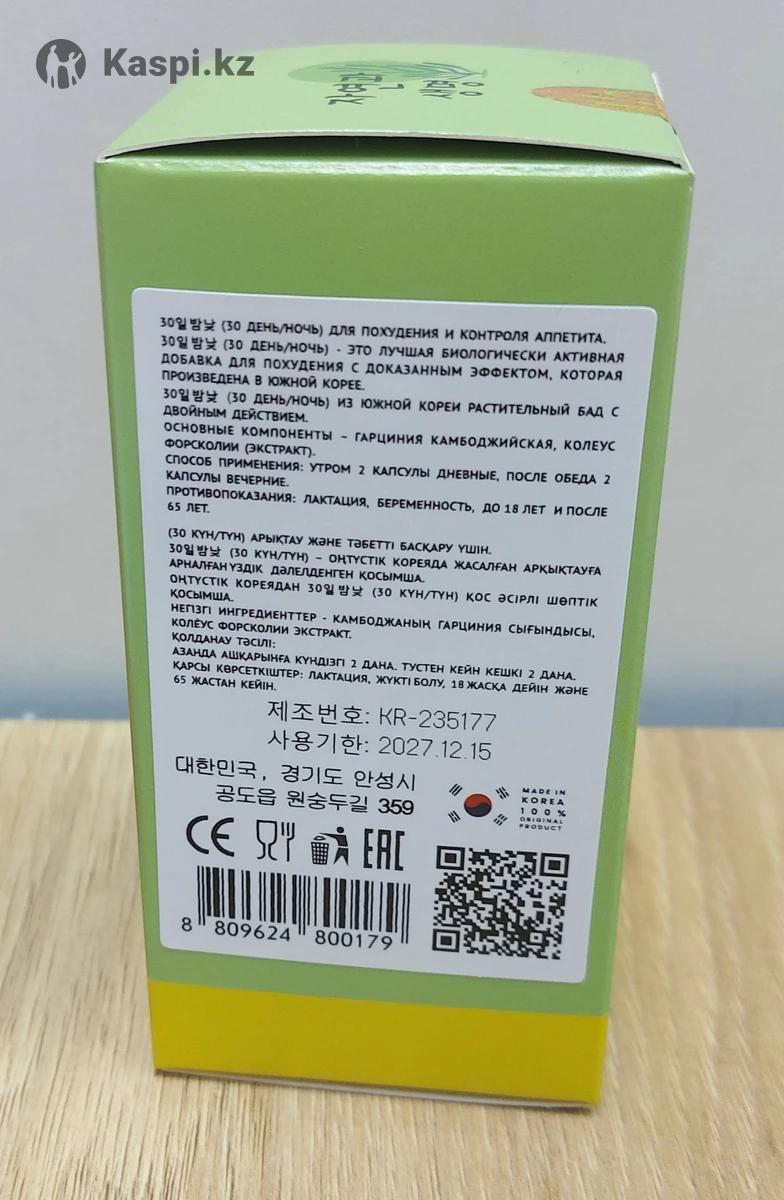 Kaspi.kz
자연과
30일밤낮 (30 ДЕНЬ/НОЧЬ) ДЛЯ ПОХУДЕНИЯ И КОНТРОЛЯ АППЕТИТА.
30일밤낮 (30 ДЕНЬ/НОЧЬ) - ЭТО ЛУЧШАЯ БИОЛОГИЧЕСКИ АКТИВНАЯ
ДОБАВКА ДЛЯ ПОХУДЕНИЯ С ДОКАЗАННЫМ ЭФФЕКТОМ, КОТОРАЯ
ПРОИЗВЕДЕНА В ЮЖНОЙ КОРЕЕ.
30일밤낮 (30 ДЕНЬ/НОЧЬ) ИЗ ЮЖНОЙ КОРЕИ РАСТИТЕЛЬНЫЙ БАД С
ДВОЙНЫМ ДЕЙСТВИЕМ.
ОСНОВНЫЕ КОМПОНЕНТЫ – ГАРЦИНИЯ КАМБОДЖИЙСКАЯ, КОЛЕУС
ФОРСКОЛИИ (ЭКСТРАКТ).
СПОСОБ ПРИМЕНЕНИЯ: УТРОМ 2 КАПСУЛЫ ДНЕВНЫЕ, ПОСЛЕ ОБЕДА 2
КАПСУЛЫ ВЕЧЕРНИЕ.
ПРОТИВОПОКАЗАНИЯ: ЛАКТАЦИЯ, БЕРЕМЕННОСТЬ, ДО 18 ЛЕТ И ПОСЛЕ
65 ЛЕТ.
(30 КҮН/ТҮН) АРЫҚТАУ ЖӘНЕ ТӘБЕТТІ БАСҚАРУ ҮШІН.
30일밤낮 (30 КҮН/ТҮН) – ОҢТҮСТІК КОРЕЯДА ЖАСАЛҒАН АРҚЫҚТАУҒА
АРНАЛҒАН ҮЗДІК ДӘЛЕЛДЕНГЕН ҚОСЫМША.
ОҢТҮСТІК КОРЕЯДАН 30일밤낮 (30 КҮН/ТҮН) ҚОС ӘСІРЛІ ШӨПТІК
ҚОСЫМША.
НЕГІЗГІ ИНГРЕДИЕНТТЕР - КАМБОДЖАНЫҢ ГАРЦИНИЯ СЫҒЫНДЫСЫ,
КОЛЁУС ФОРСКОЛИИ ЭКСТРАКТ.
ҚОЛДАНАУ ТӘСІЛІ:
АЗАНДА АШҚАРЫНҒА КҮНДІЗГІ 2 ДАНА. ТУСТЕН КЕЙН КЕШКІ 2 ДАНА.
ҚАРСЫ КӨРСЕТКІШТЕР: ЛАКТАЦИЯ, ЖҮКТІ БОЛУ, 18 ЖАСҚА ДЕЙІН ЖӘНЕ
65 ЖАСТАН КЕЙІН.
제조번호: KR-235177
사용기한: 2027.12.15
대한민국, 경기도 안성시
공도읍 원숭두길 359
MADE IN
KOREA
100%
ORIGINAL
PRODUCT
CE EAC
8 809624 800179